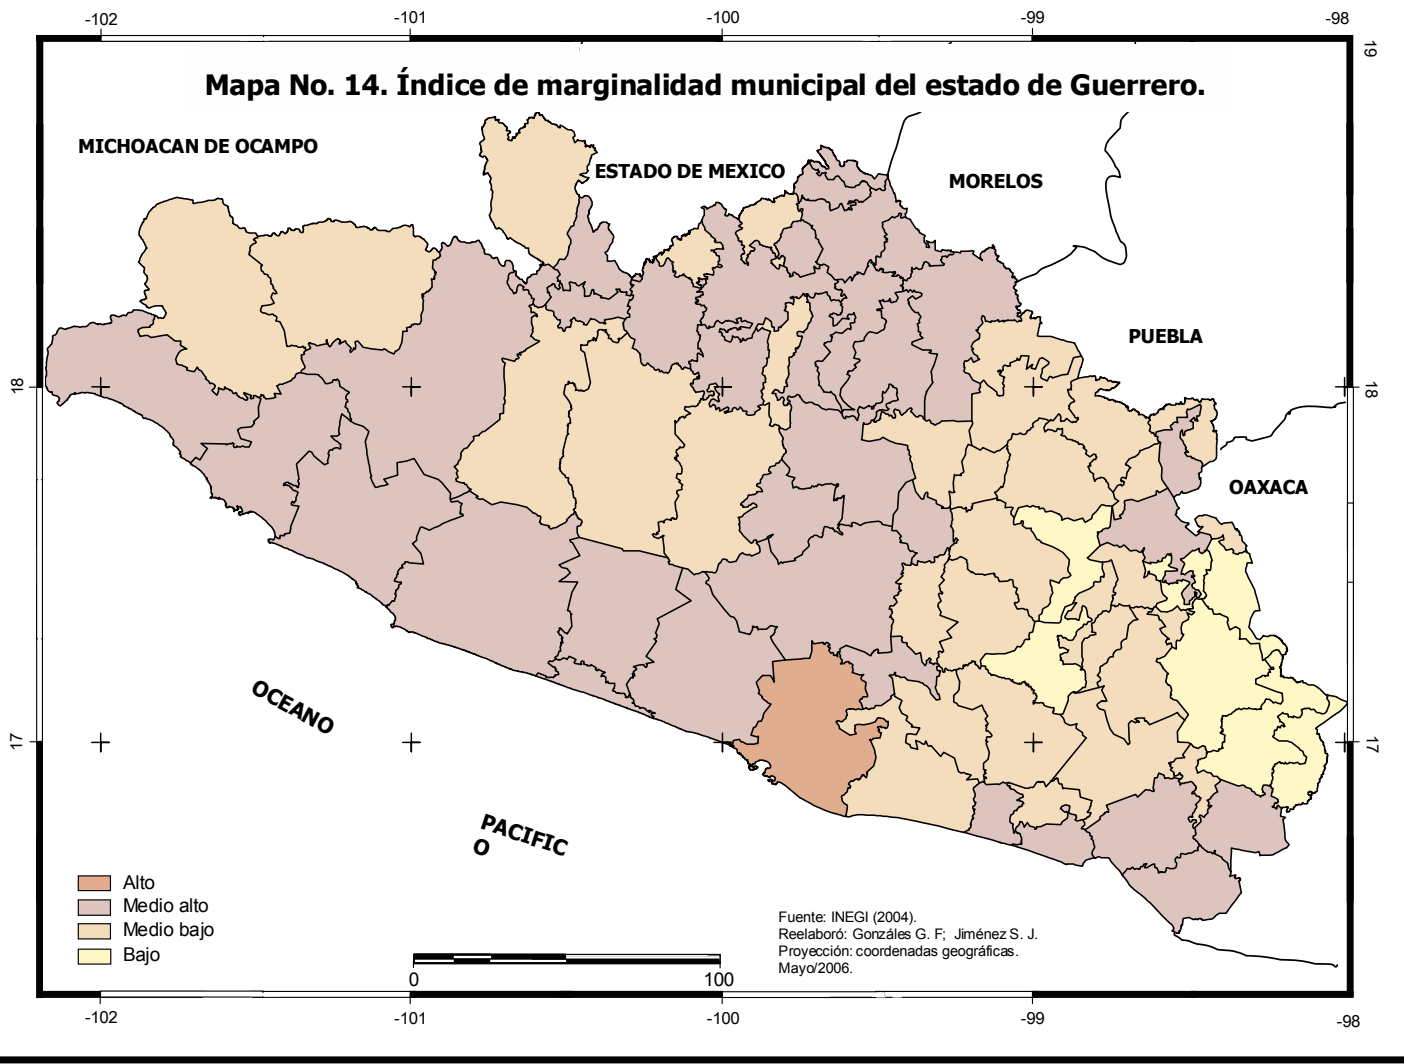 -102 -101 -100 -99 -98
19
Mapa No. 14. Índice de marginalidad municipal del estado de Guerrero.
MICHOACAN DE OCAMPO
ESTADO DE MEXICO
MORELOS
PUEBLA
18 18
OAXACA
OCEANO
17 17
PACIFIC
O
Alto
Medio alto
Medio bajo
Bajo
0 100
Fuente: INEGI (2004).
Reelaboró: Gonzáles G. F; Jiménez S. J.
Proyección: coordenadas geográficas.
Mayo/2006.
-102 -101 -100 -99 -98